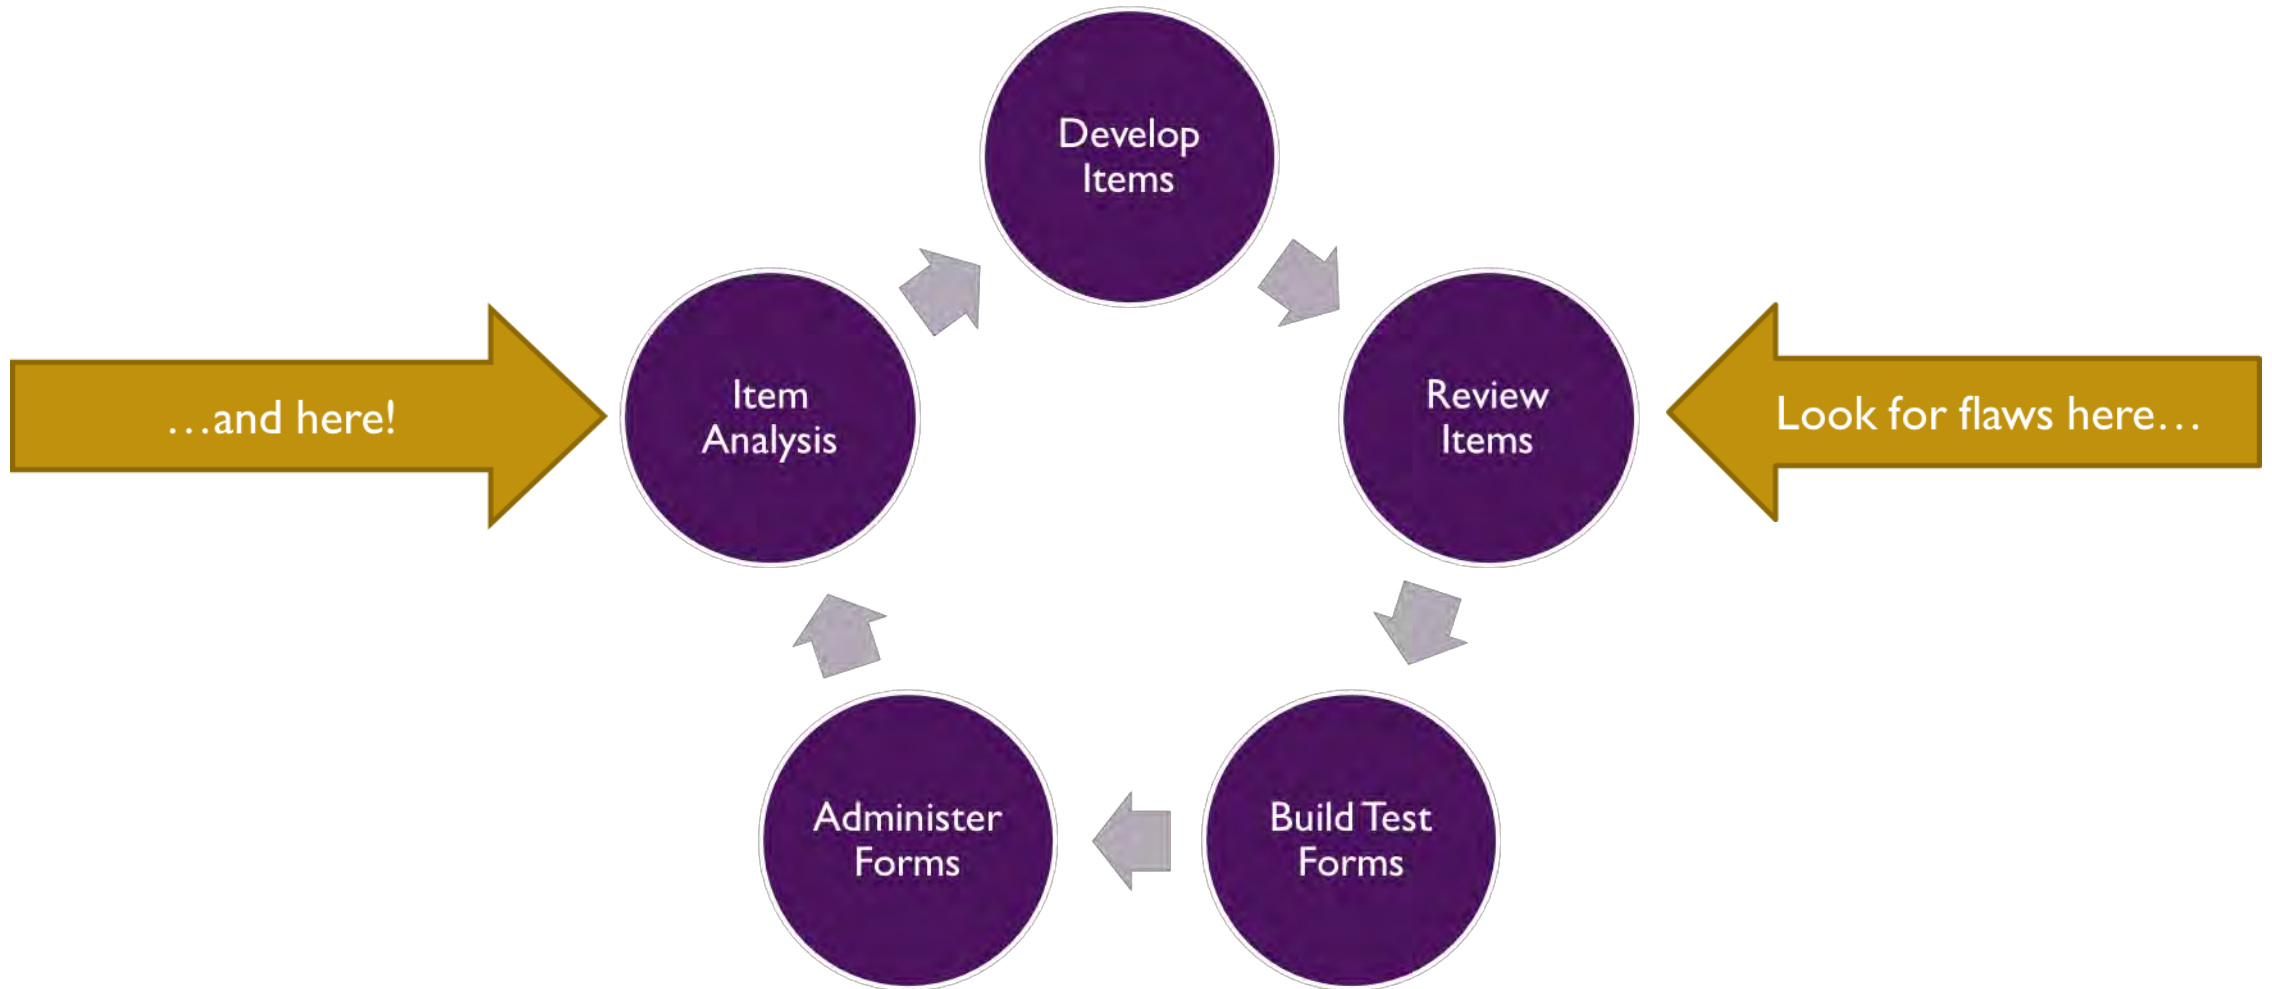 Develop
Items
Review
Items
Look for flaws here…
Build Test
Forms
Administer
Forms
Item
Analysis
…and here!